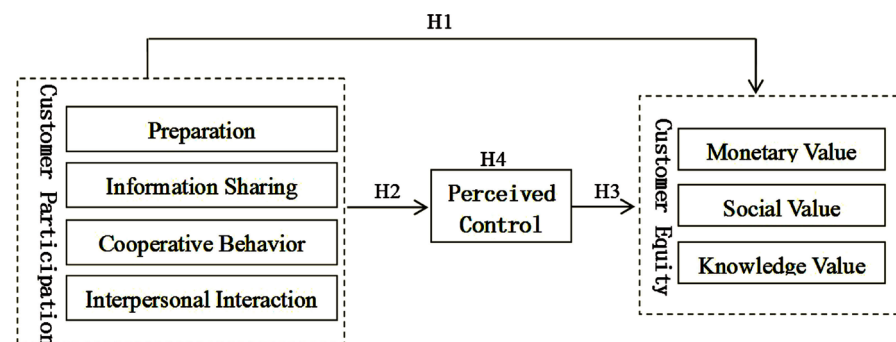 H1
Customer Participation
Preparation
Information Sharing
Cooperative Behavior
Interpersonal Interaction
H2
H4
Perceived
Control
H3
Customer Equity
Monetary Value
Social Value
Knowledge Value